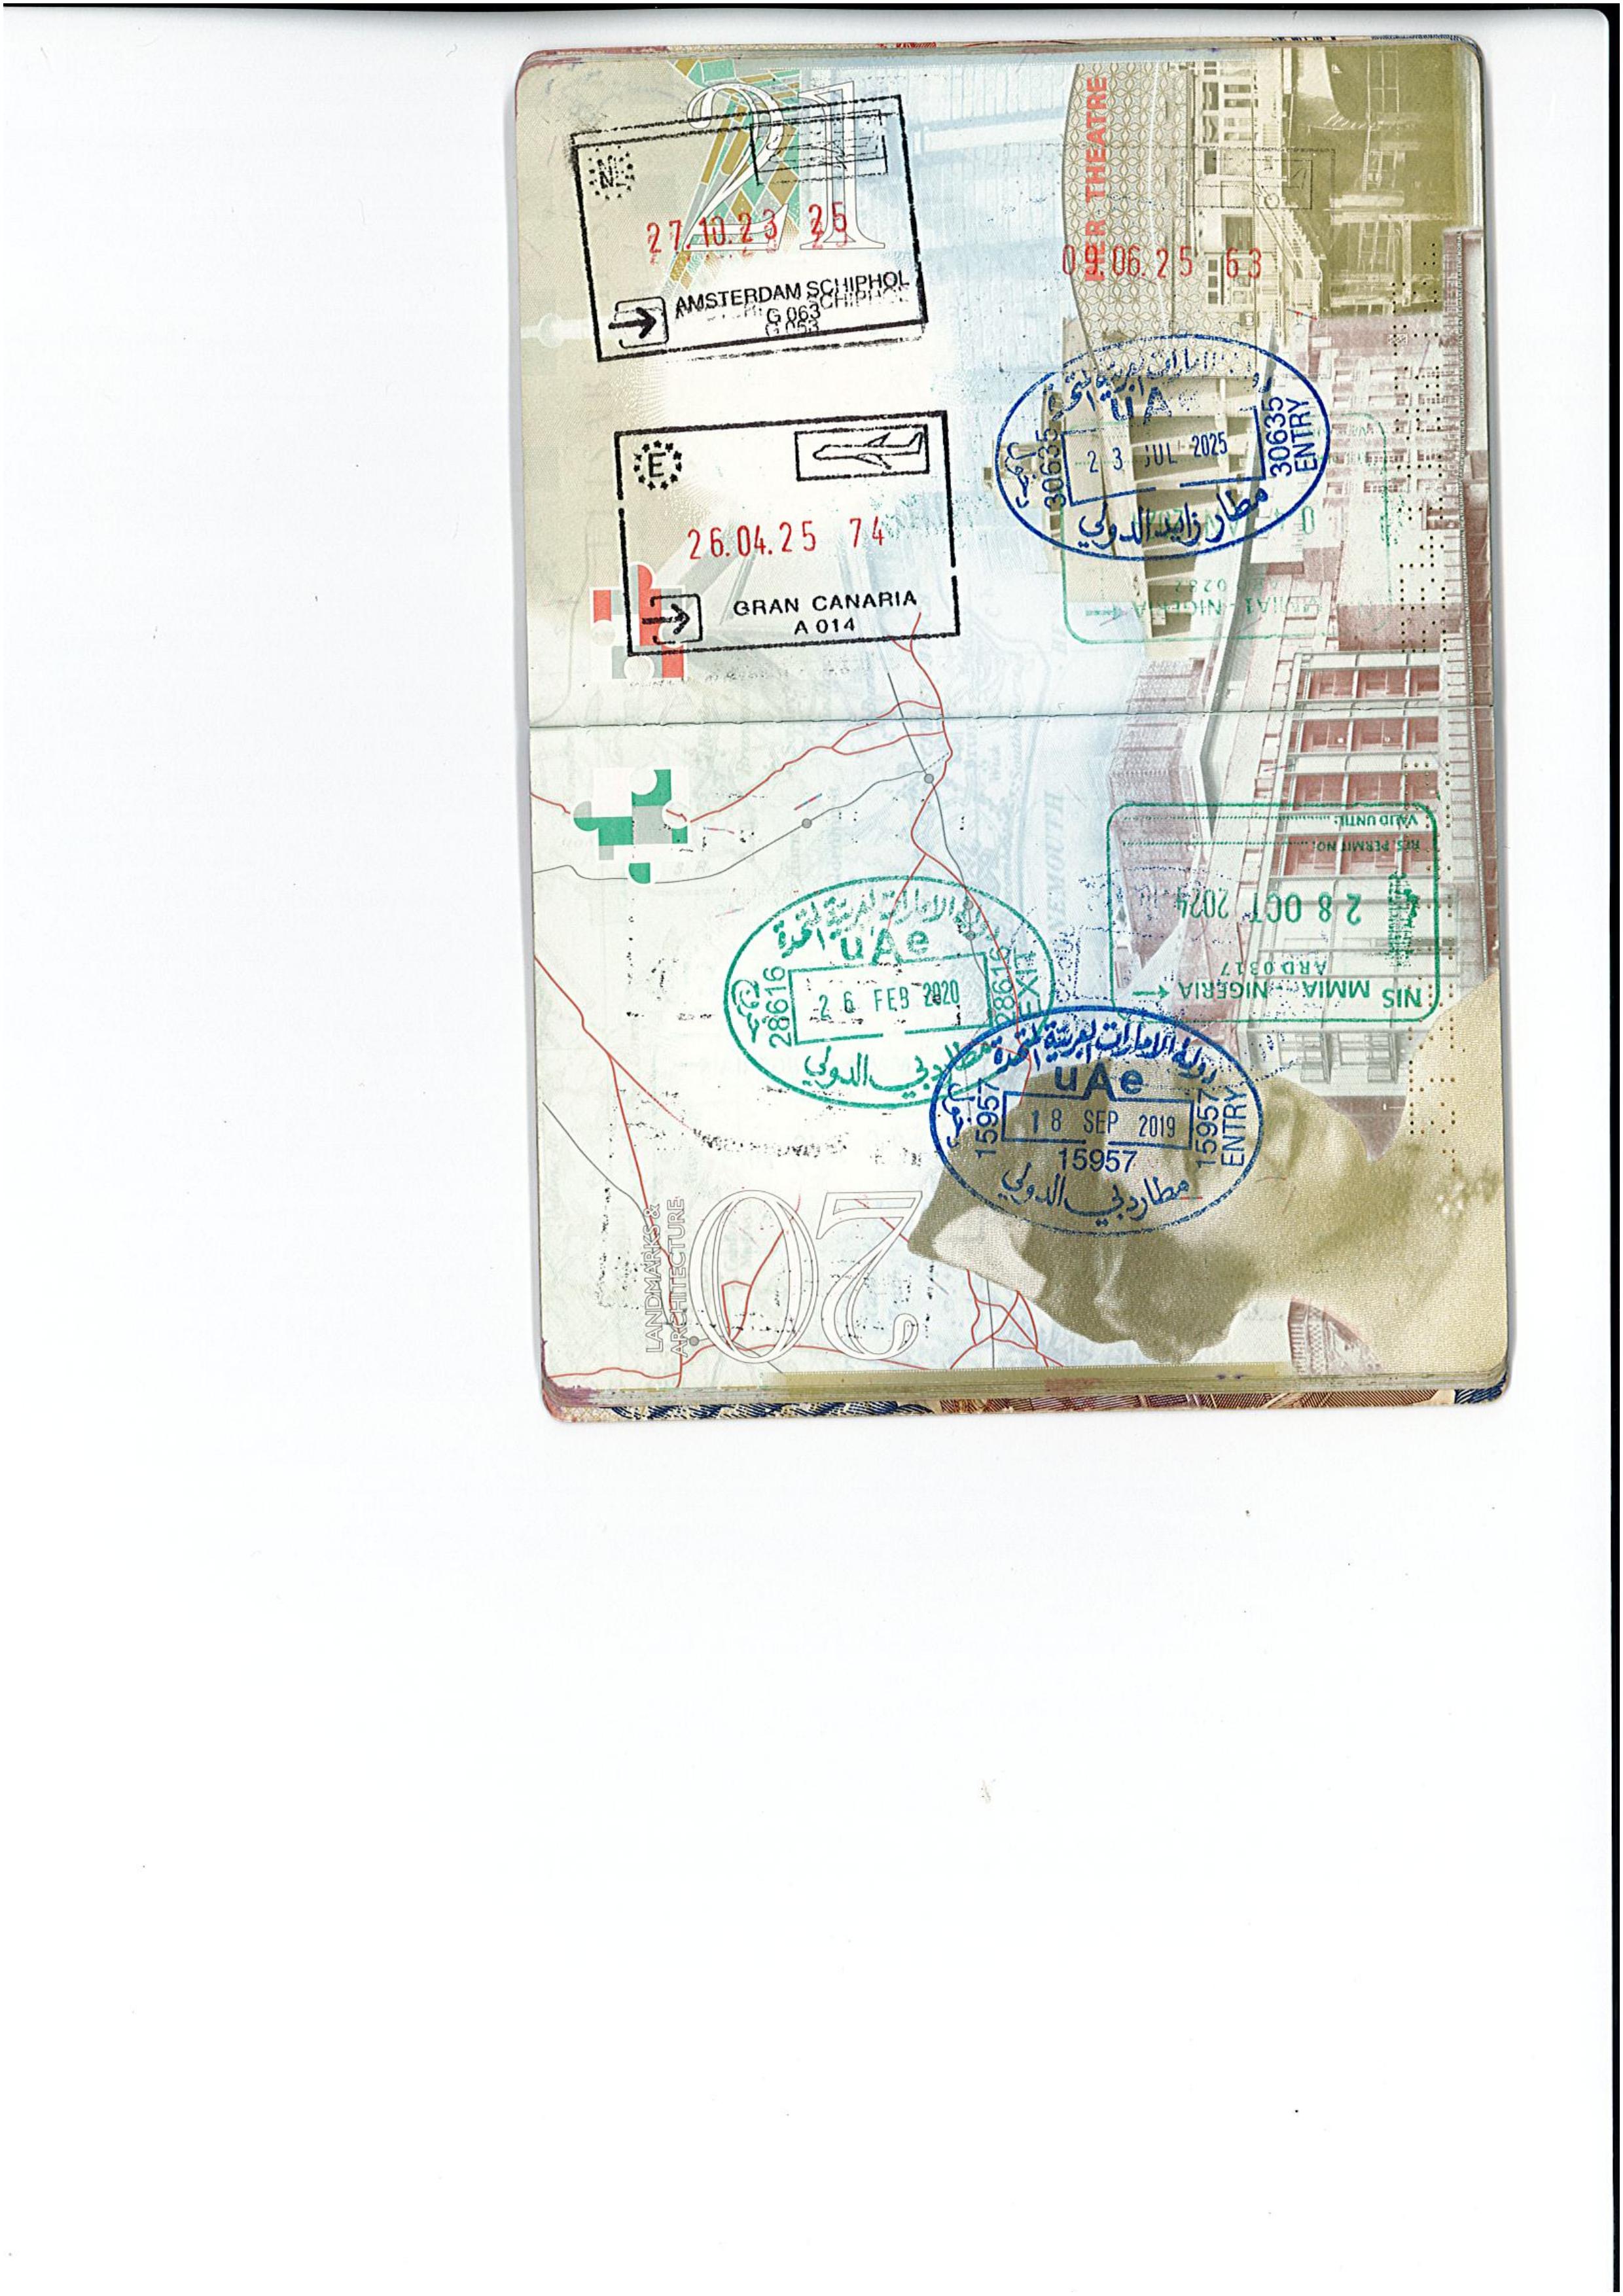 21
NL
27.10.23 25
AMSTERDAM SCHIPHOL
G 063
E
26.04.25 74
GRAN CANARIA
A 014
THEATRE
09.06.25 63
دولة الإمارات العربية المتحدة
UAe
30635
23 JUL 2025
30635
ENTRY
مطار زايد الدولي
MMIA1 - NIGERIA
VALID UNTIL:
RES. PERMIT NO:
28 OCT 2024
ARD 0317
NIS MMIA - NIGERIA
دولة الإمارات العربية المتحدة
UAe
28616
26 FEB 2020
28616
EXIT
مطار دبي الدولي
دولة الإمارات العربية المتحدة
UAe
15957
18 SEP 2019
15957
ENTRY
15957
مطار دبي الدولي
LANDMARKS &
ARCHITECTURE
20